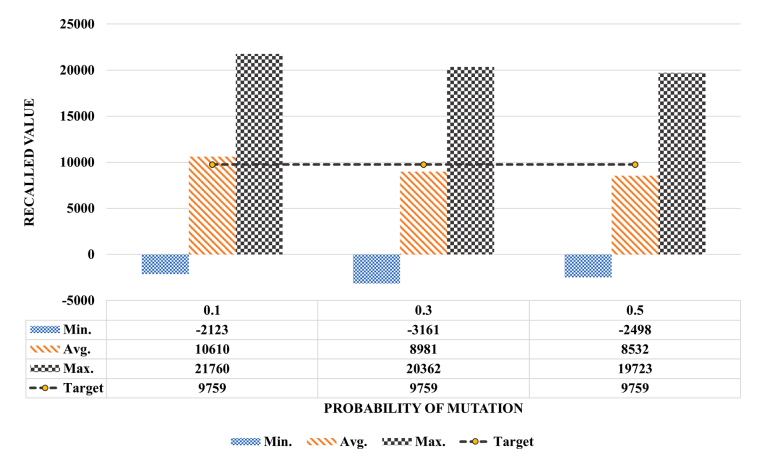 25000
20000
15000
10000
5000
0
-5000
RECALLED VALUE
0.1 0.3 0.5
Min. -2123 -3161 -2498
Avg. 10610 8981 8532
Max. 21760 20362 19723
Target 9759 9759 9759
PROBABILITY OF MUTATION
Min. Avg. Max. Target